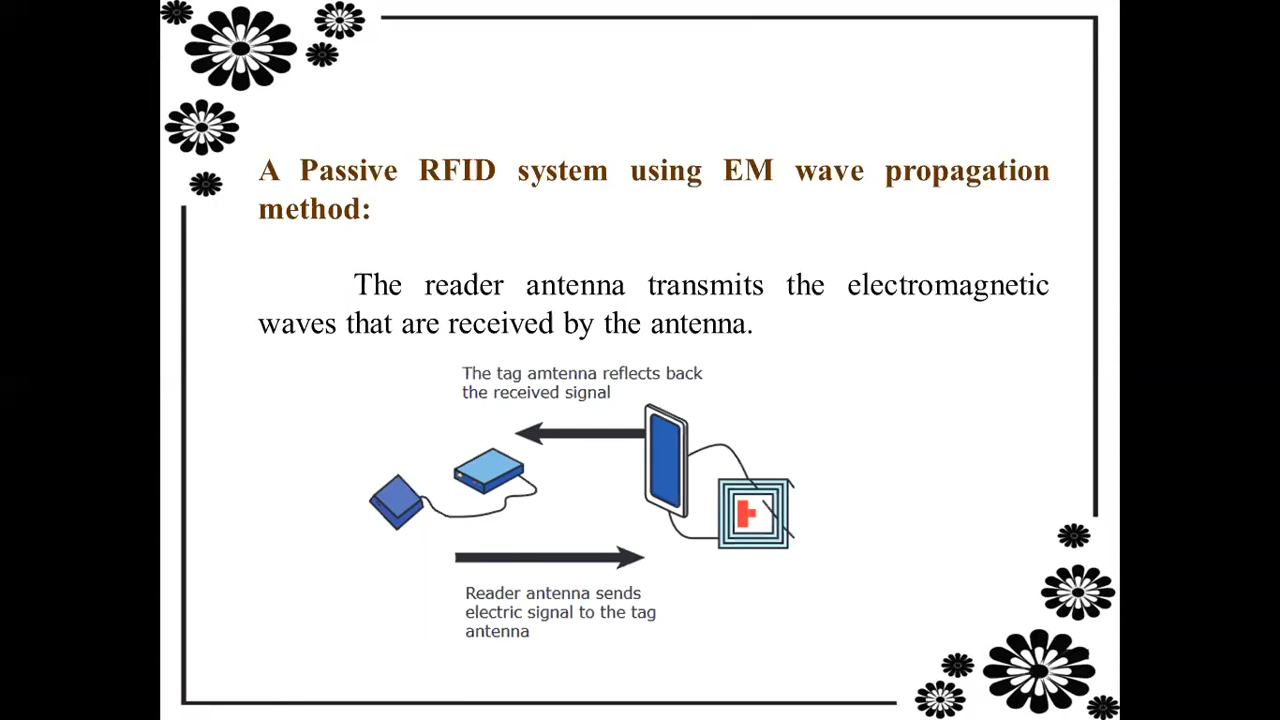 A Passive RFID system using EM wave propagation
method:
The reader antenna transmits the electromagnetic
waves that are received by the antenna.
The tag amtenna reflects back
the received signal
Reader antenna sends
electric signal to the tag
antenna